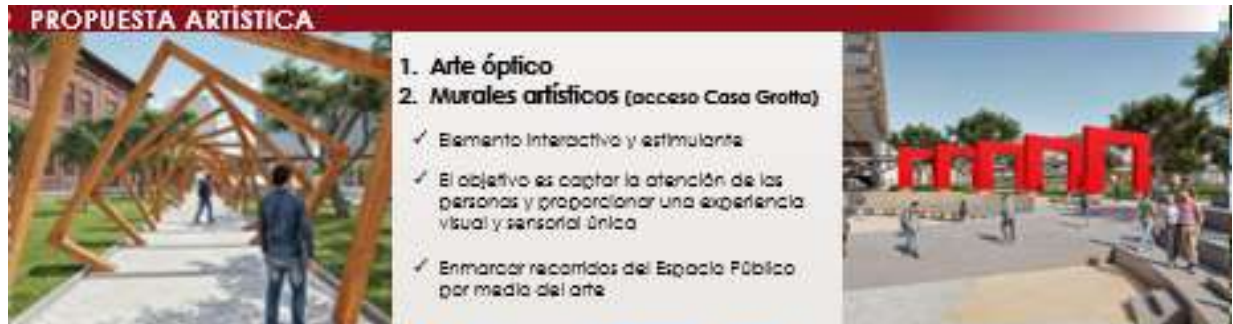 PROPUESTA ARTÍSTICA
1. Arte óptico
2. Murales artísticos (acceso Casa Grotta)
✓ Elemento interactivo y estimulante
✓ El objetivo es captar la atención de las
personas y proporcionar una experiencia
visual y sensorial única
✓ Enmarcar recorridos del Espacio Público
por medio del arte